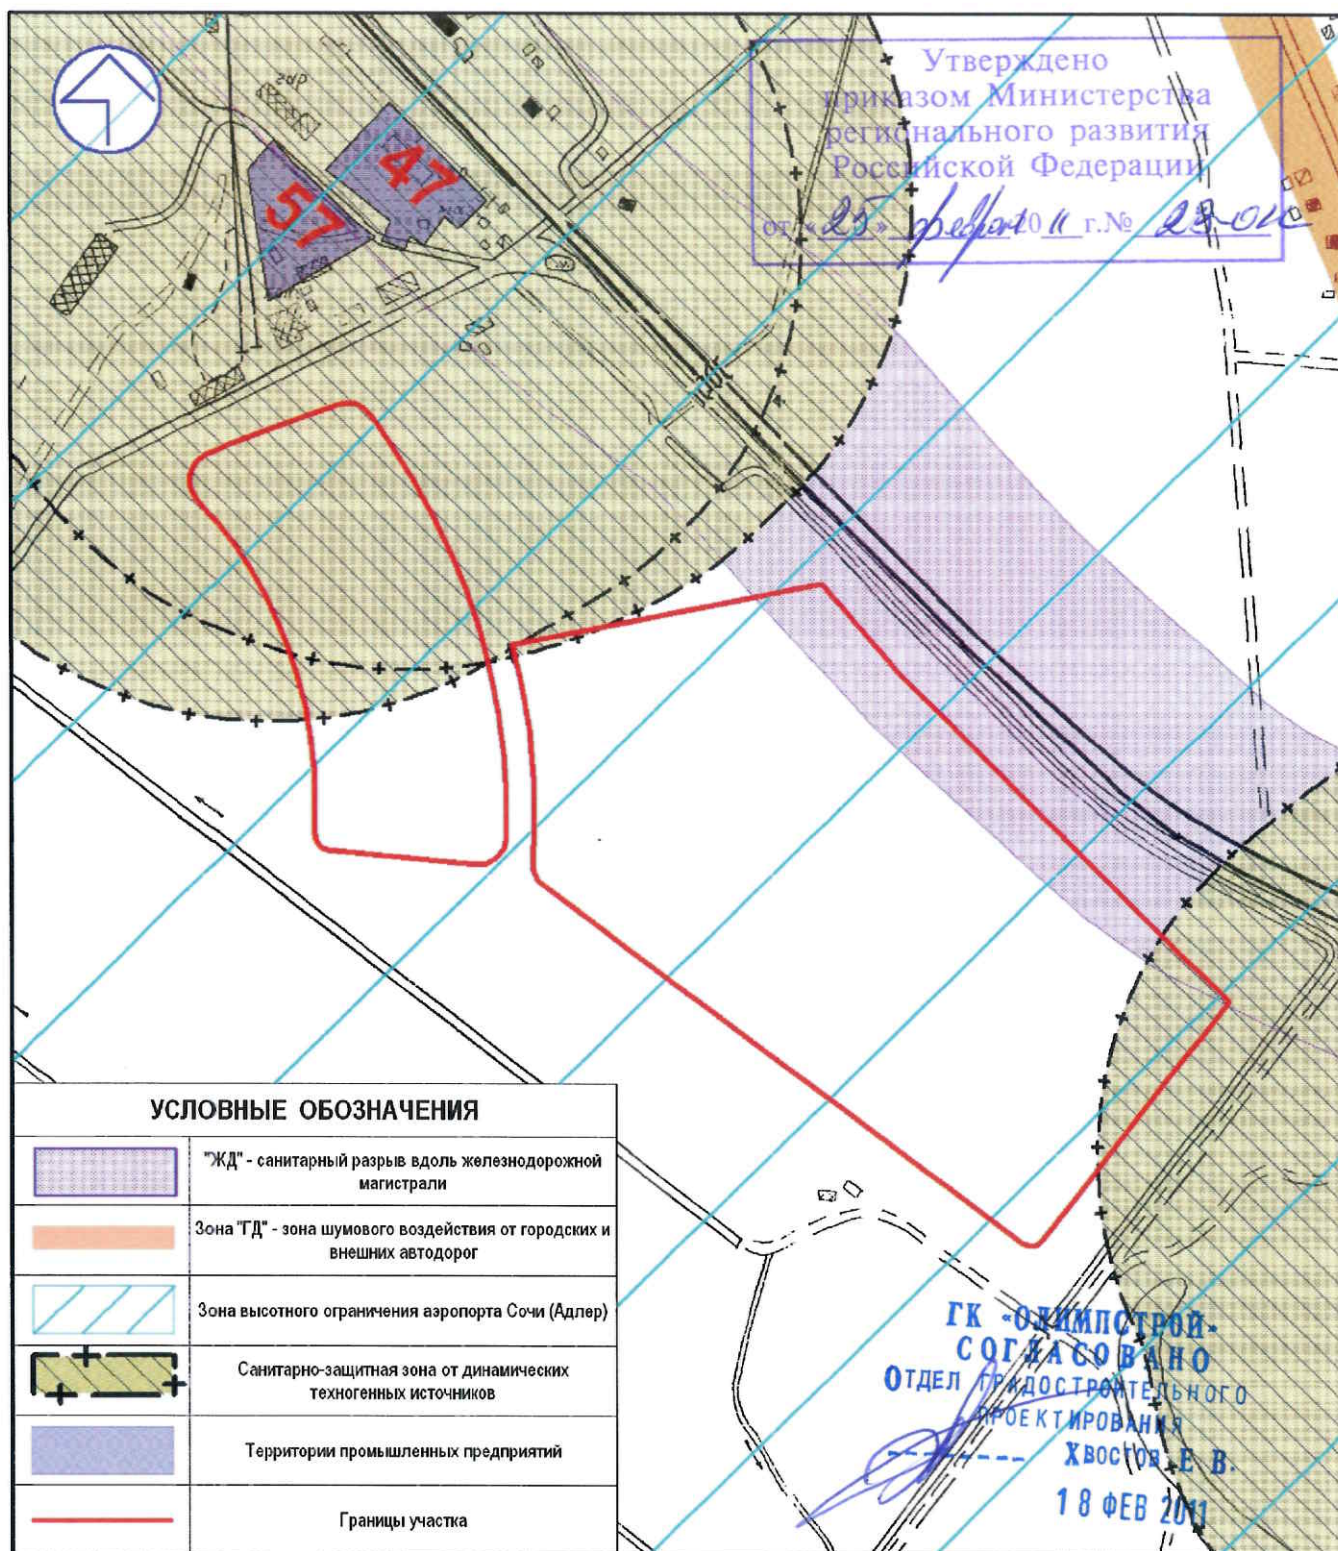 Утверждено
приказом Министерства
регионального развития
Российской Федерации
от «25» февраля 2011 г. №
57
47
УСЛОВНЫЕ ОБОЗНАЧЕНИЯ
"ЖД" - санитарный разрыв вдоль железнодорожной
магистрали
Зона "ГД" - зона шумового воздействия от городских и
внешних автодорог
Зона высотного ограничения аэропорта Сочи (Адлер)
Санитарно-защитная зона от динамических
техногенных источников
Территории промышленных предприятий
Границы участка
ГК «ОЛИМПСТРОЙ»
СОГЛАСОВАНО
ОТДЕЛ ГРАДОСТРОИТЕЛЬНОГО
ПРОЕКТИРОВАНИЯ
ХВОСТОВ Е В.
18 ФЕВ 2011